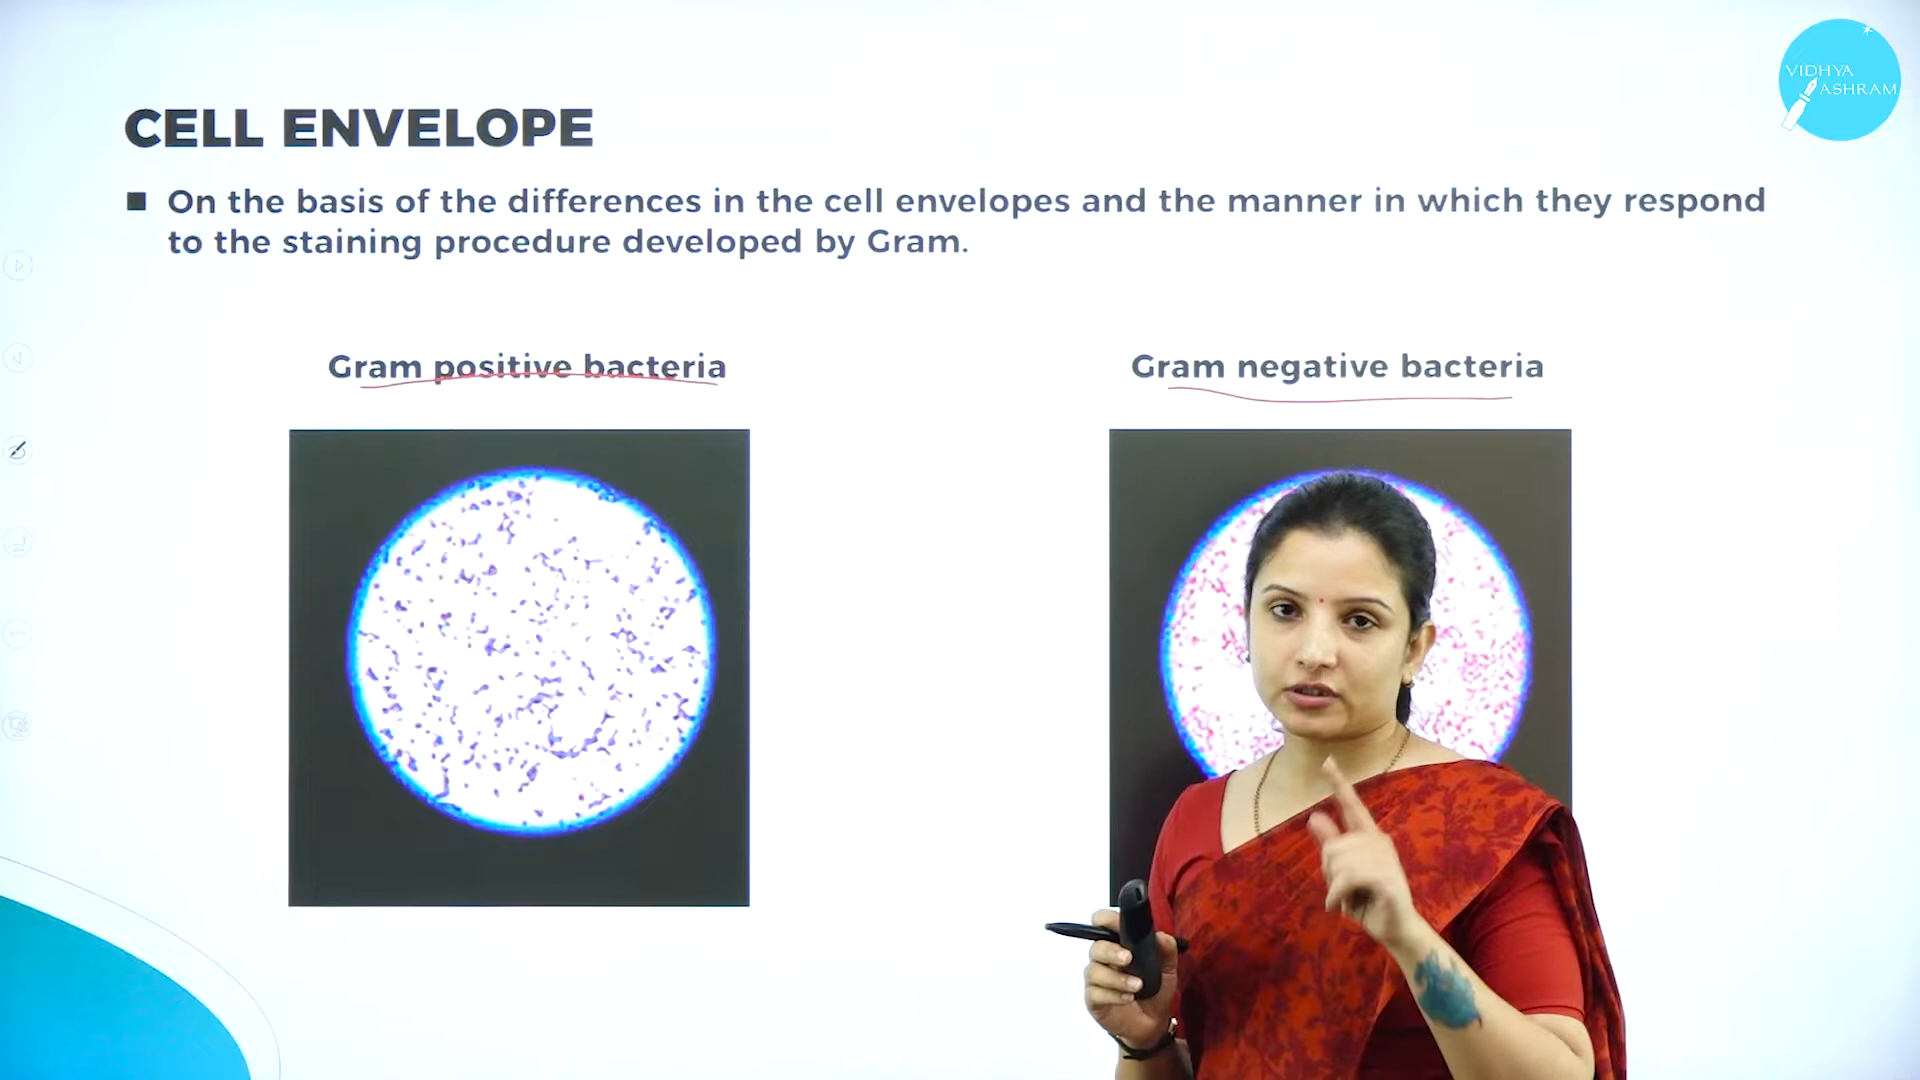 VIDHYA
ASHRAM
CELL ENVELOPE
On the basis of the differences in the cell envelopes and the manner in which they respond
to the staining procedure developed by Gram.
Gram positive bacteria
Gram negative bacteria